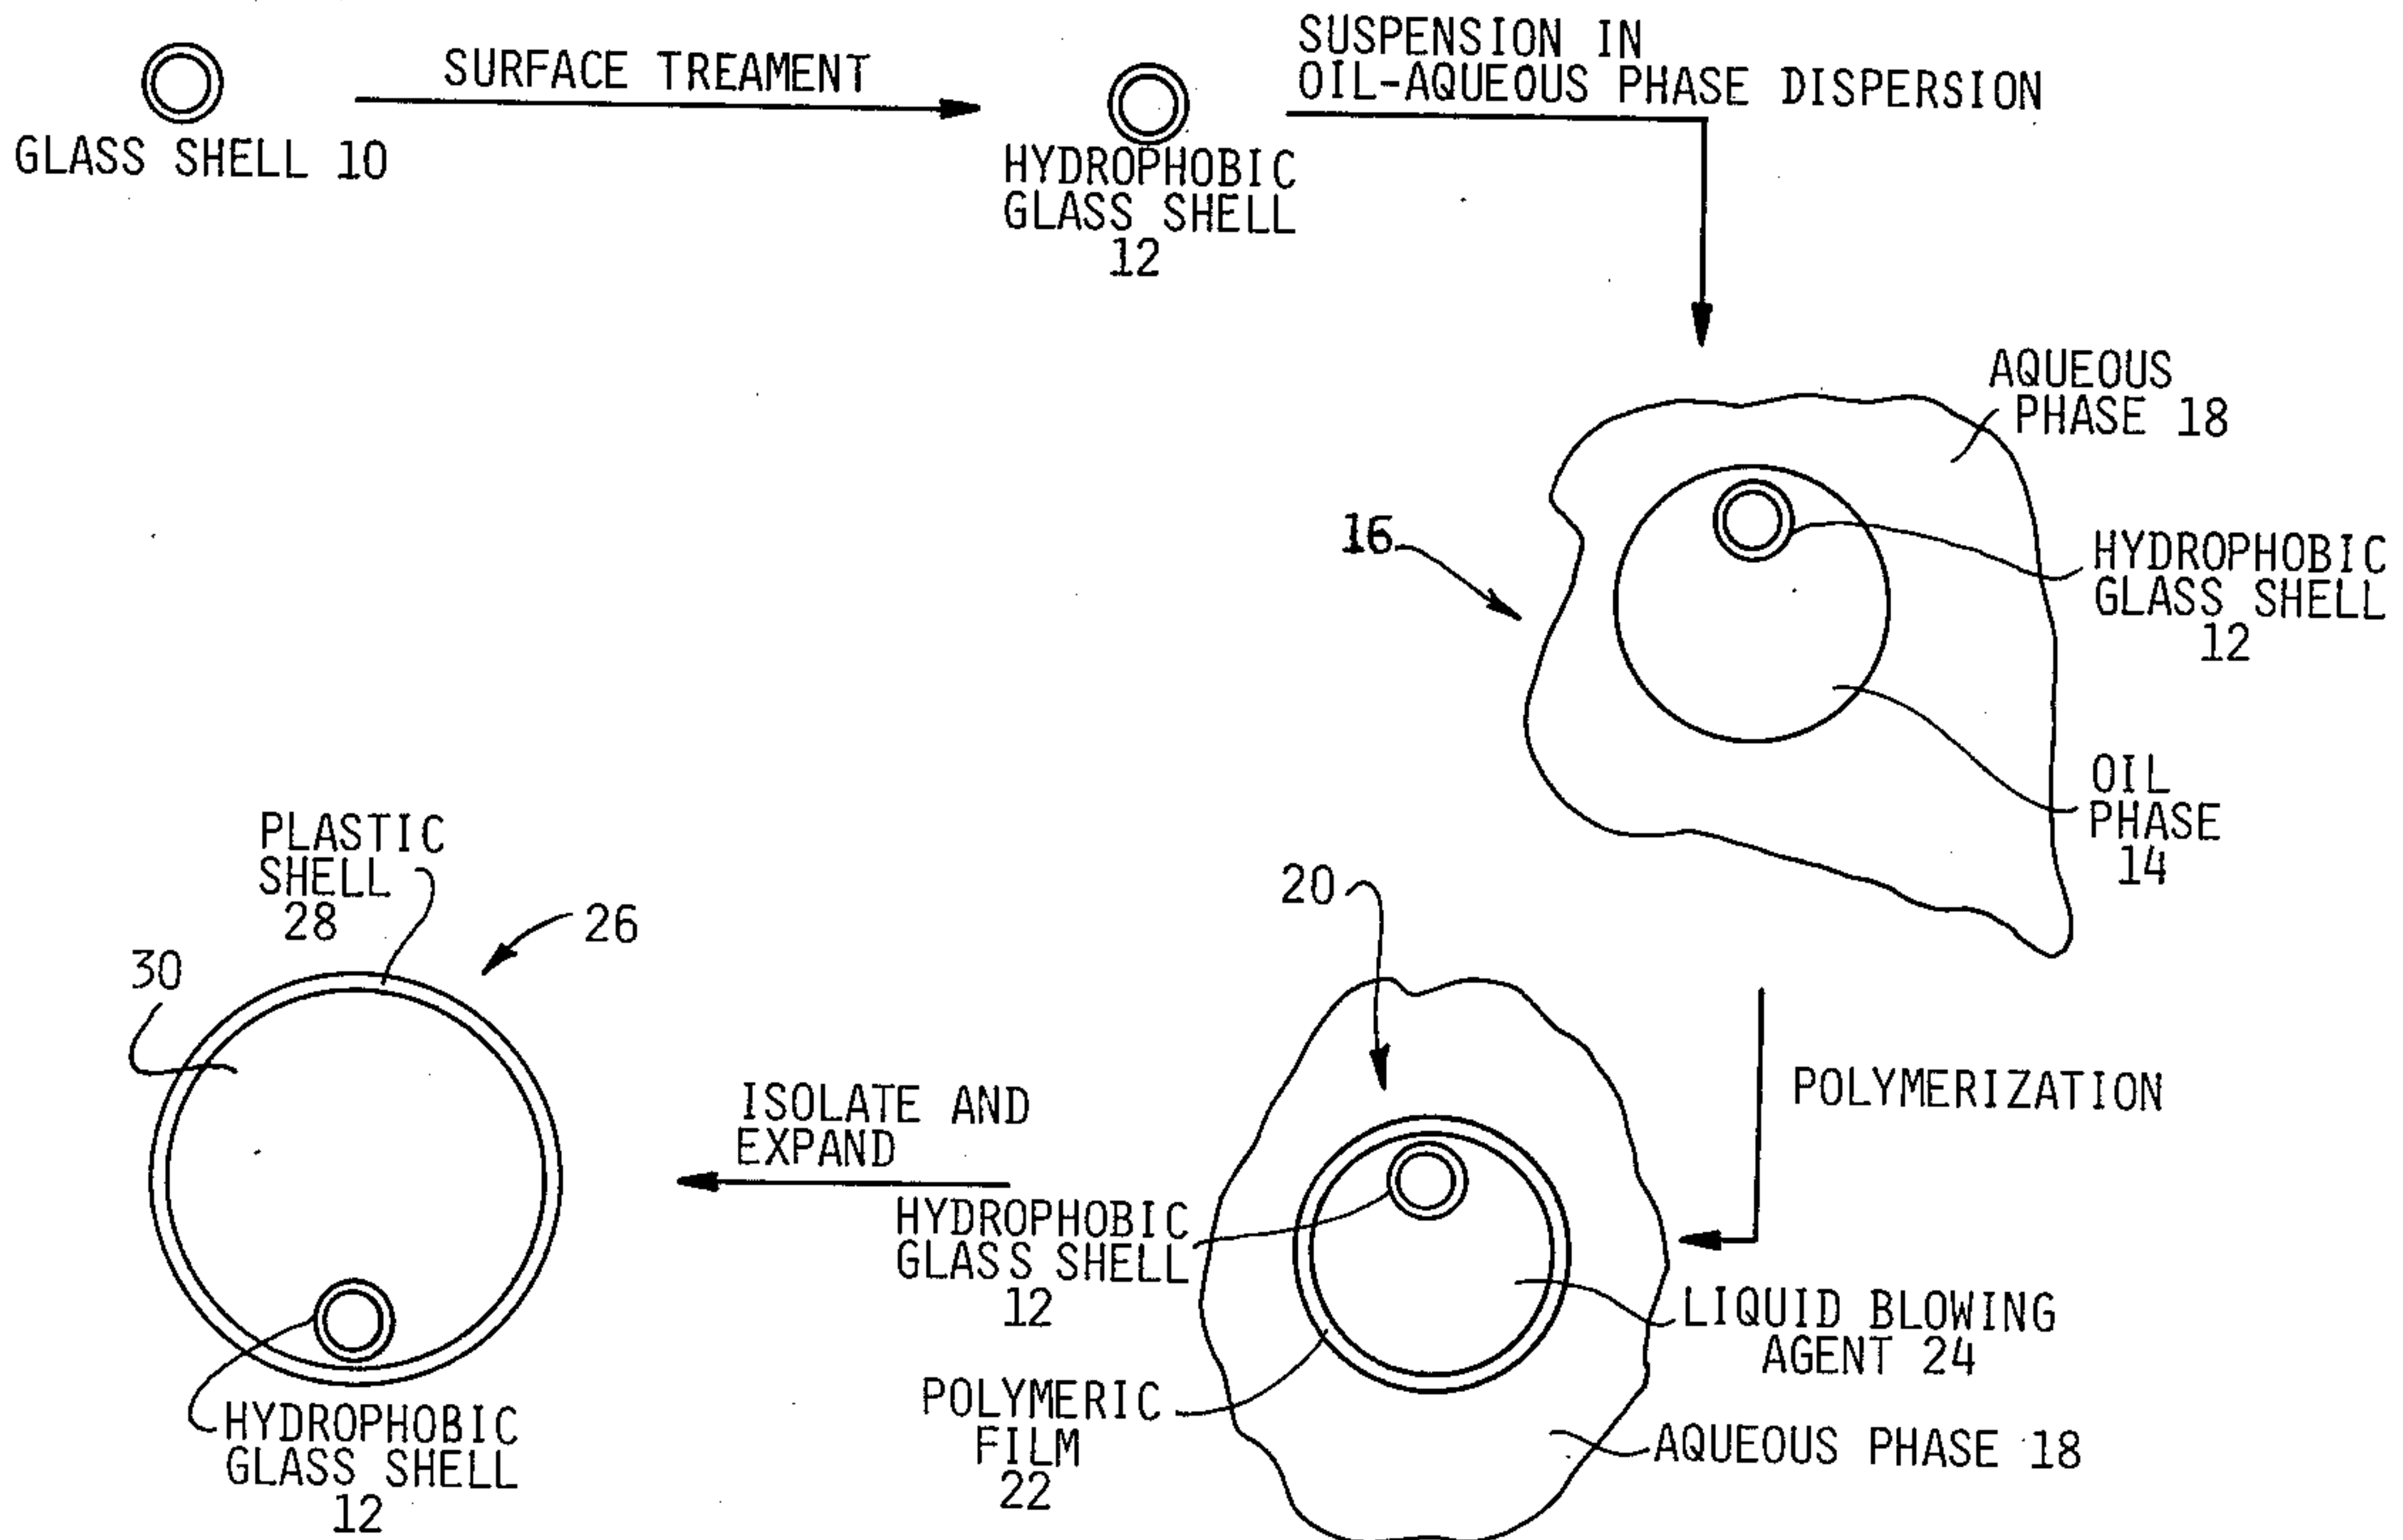 SURFACE TREAMENT
GLASS SHELL 10
HYDROPHOBIC
GLASS SHELL
12
SUSPENSION IN
OIL-AQUEOUS PHASE DISPERSION
AQUEOUS
PHASE 18
16
HYDROPHOBIC
GLASS SHELL
12
OIL
PHASE
14
POLYMERIZATION
20
HYDROPHOBIC
GLASS SHELL
12
LIQUID BLOWING
AGENT 24
POLYMERIC
FILM
22
AQUEOUS PHASE 18
ISOLATE AND
EXPAND
PLASTIC
SHELL
28
26
30
HYDROPHOBIC
GLASS SHELL
12